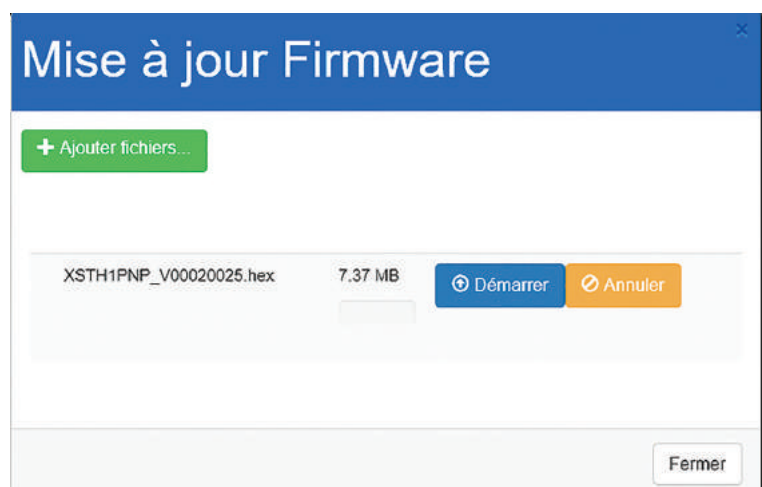 Mise à jour Firmware
×
+ Ajouter fichiers...
XSTH1PNP_V00020025.hex 7.37 MB Démarrer Annuler
Fermer